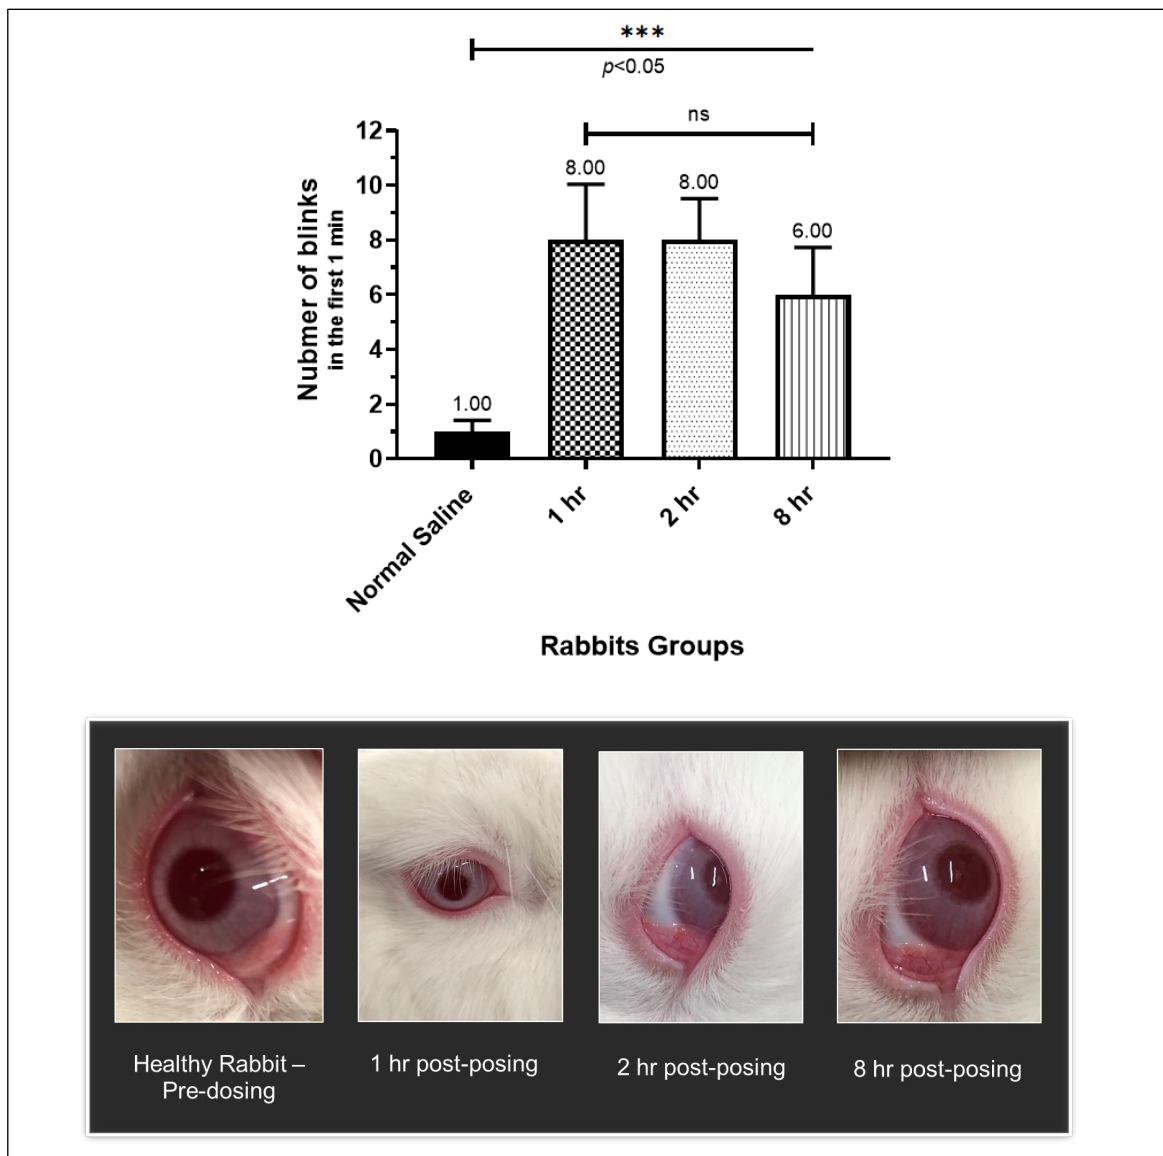 ***
p<0.05
ns
12
10
8
6
4
2
0
8.00
8.00
6.00
1.00
Nubmer of blinks
in the first 1 min
Normal Saline
1 hr
2 hr
8 hr
Rabbits Groups
Healthy Rabbit –
Pre-dosing
1 hr post-posing
2 hr post-posing
8 hr post-posing